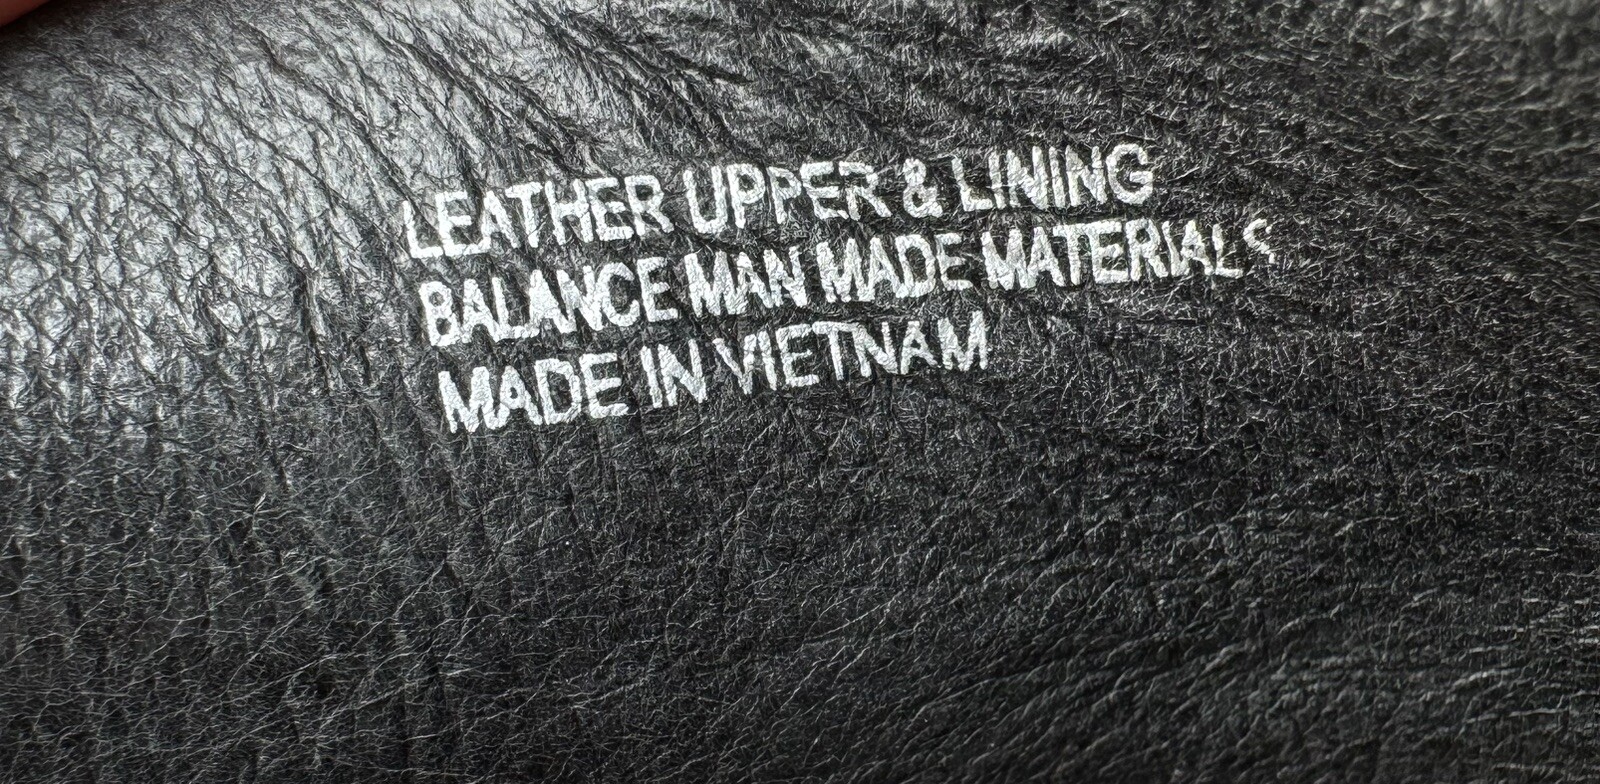 LEATHER UPPER & LINING
BALANCE MAN MADE MATERIALS
MADE IN VIETNAM